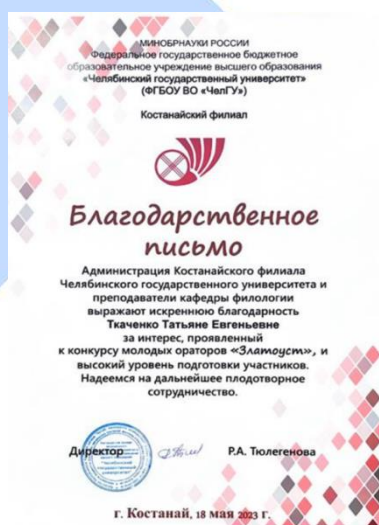 МИНОБРНАУКИ РОССИИ
Федеральное государственное бюджетное
образовательное учреждение высшего образования
«Челябинский государственный университет»
(ФГБОУ ВО «ЧелГУ»)
Костанайский филиал
Благодарственное
письмо
Администрация Костанайского филиала
Челябинского государственного университета и
преподаватели кафедры филологии
выражают искреннюю благодарность
Ткаченко Татьяне Евгеньевне
за интерес, проявленный
к конкурсу молодых ораторов «Златоуст», и
высокий уровень подготовки участников.
Надеемся на дальнейшее плодотворное
сотрудничество.
Директор Р.А. Тюлегенова
г. Костанай, 18 мая 2023 г.